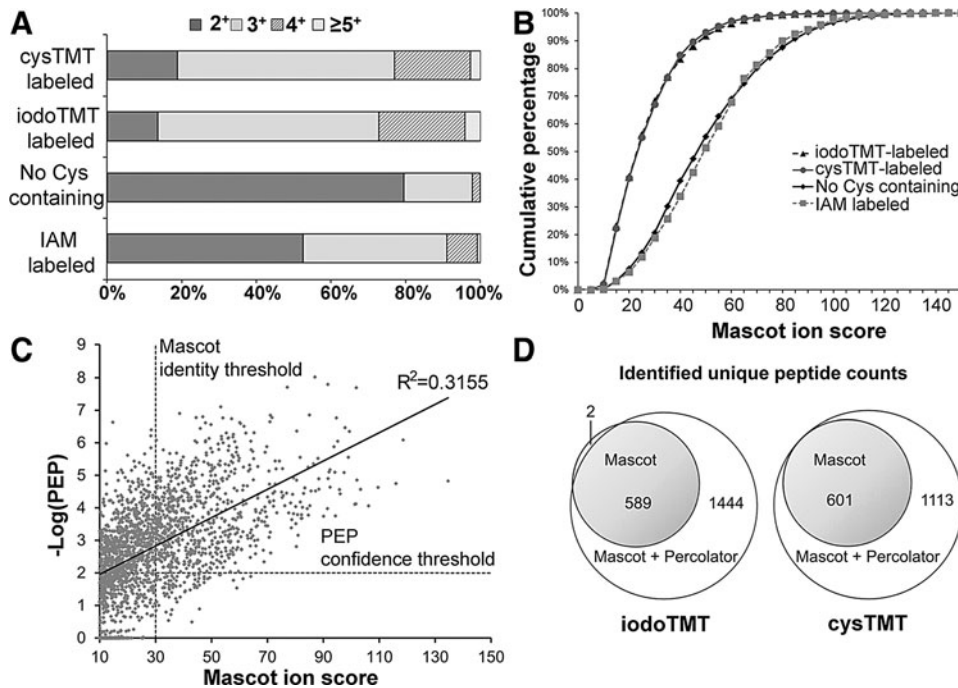 A
2+ 3+ 4+ ≥5+
cysTMT
labeled
iodoTMT
labeled
No Cys
containing
IAM
labeled
0% 20% 40% 60% 80% 100%
B
100%
90%
80%
70%
60%
50%
40%
30%
20%
10%
0%
Cumulative percentage
iodoTMT-labeled
cysTMT-labeled
No Cys containing
IAM labeled
0 20 40 60 80 100 120 140
Mascot ion score
C
9
8
7
6
5
4
3
2
1
0
-Log(PEP)
Mascot
identity threshold
R²=0.3155
PEP
confidence threshold
10 30 50 70 90 110 130 150
Mascot ion score
D
Identified unique peptide counts
2
Mascot
589
1444
Mascot + Percolator
iodoTMT
Mascot
601
1113
Mascot + Percolator
cysTMT